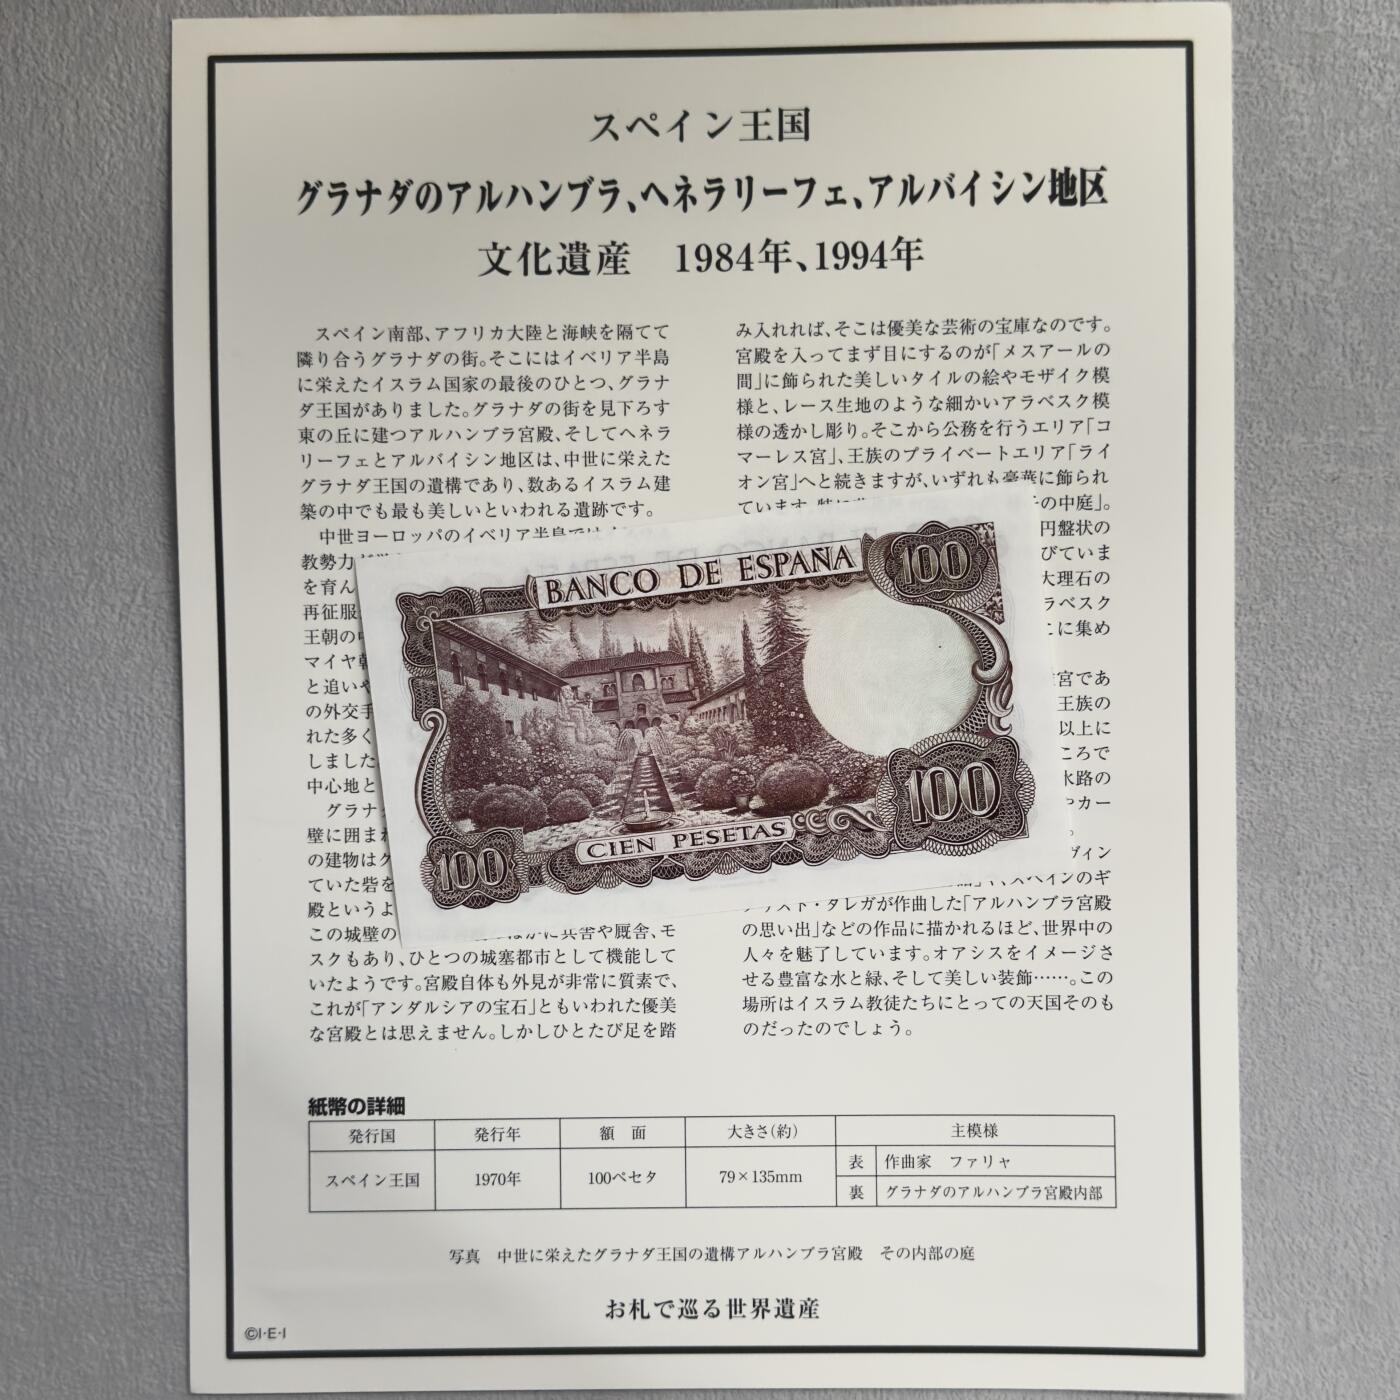 スペイン王国
グラナダのアルハンブラ、ヘネラリーフェ、アルバイシン地区
文化遺産　1984年、1994年
スペイン南部、アフリカ大陸と海峡を隔てて
隣り合うグラナダの街。そこにはイベリア半島
に栄えたイスラム国家の最後のひとつ、グラナ
ダ王国がありました。グラナダの街を見下ろす
東の丘に建つアルハンブラ宮殿、そしてヘネラ
リーフェとアルバイシン地区は、中世に栄えた
グラナダ王国の遺構であり、数あるイスラム建
築の中でも最も美しいといわれる遺跡です。
中世ヨーロッパのイベリア半島では
教勢力
を育ん
再征服
王朝の
マイヤ朝
と追いや
の外交手
れた多く
しました
中心地と
グラナ
壁に囲まれ
の建物は
ていた砦を
殿というよ
この城壁の
兵舎や厩舎、モ
スクもあり、ひとつの城塞都市として機能して
いたようです。宮殿自体も外見が非常に質素で、
これが「アンダルシアの宝石」ともいわれた優美
な宮殿とは思えません。しかしひとたび足を踏
み入れれば、そこは優美な芸術の宝庫なのです。
宮殿を入ってまず目にするのが「メスアールの
間」に飾られた美しいタイルの絵やモザイク模
様と、レース生地のような細かいアラベスク模
様の透かし彫り。そこから公務を行うエリア「コ
マーレス宮」、王族のプライベートエリア「ライ
オン宮」へと続きますが、いずれも豪華に飾られ
ています。
の中庭」。
円盤状の
びていま
大理石の
ラベスク
こに集め
宮であ
王族の
以上に
ころで
水路の
カー
。
ヴィン
スペインのギ
タリスト・タレガが作曲した「アルハンブラ宮殿
の思い出」などの作品に描かれるほど、世界中の
人々を魅了しています。オアシスをイメージさ
せる豊富な水と緑、そして美しい装飾……。この
場所はイスラム教徒たちにとっての天国そのも
のだったのでしょう。
BANCO DE ESPAÑA
100
100
CIEN PESETAS
100
紙幣の詳細
発行国 発行年 額　面 大きさ(約) 主模様
スペイン王国 1970年 100ペセタ 79×135mm
表 作曲家　ファリャ
裏 グラナダのアルハンブラ宮殿内部
写真　中世に栄えたグラナダ王国の遺構アルハンブラ宮殿　その内部の庭
お札で巡る世界遺産
©I·E·I